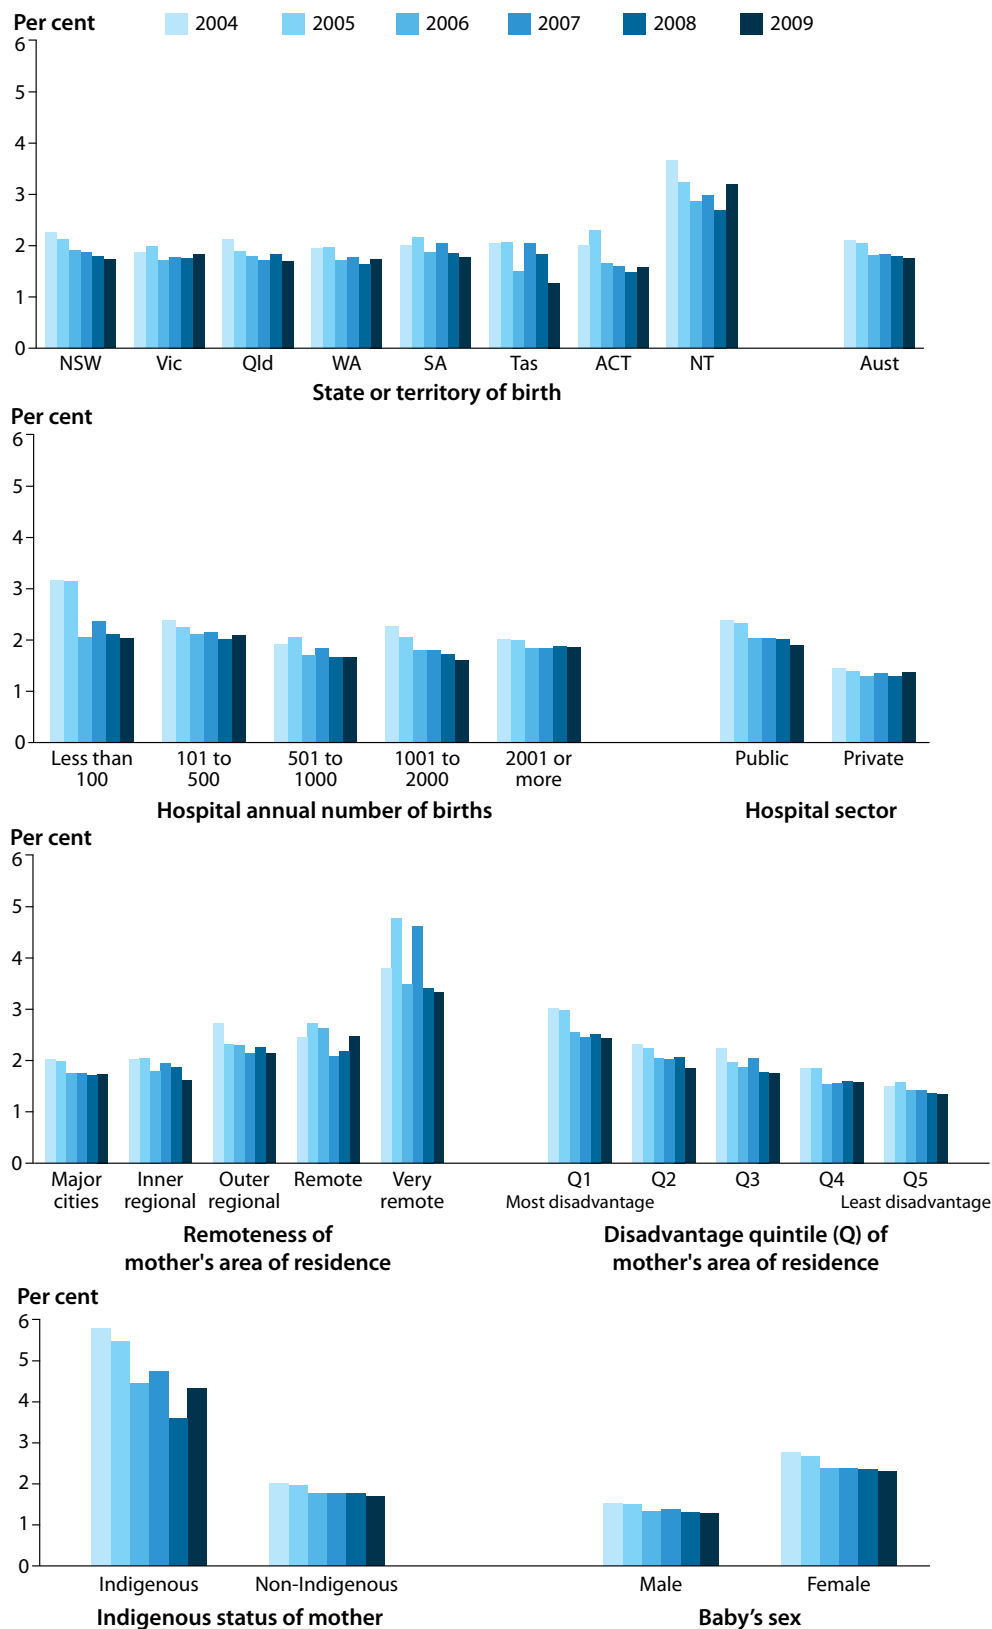 Per cent
2004 2005 2006 2007 2008 2009
6
5
4
3
2
1
0
NSW Vic Qld WA SA Tas ACT NT Aust
State or territory of birth
Per cent
6
5
4
3
2
1
0
Less than 100 101 to 500 501 to 1000 1001 to 2000 2001 or more Public Private
Hospital annual number of births Hospital sector
Per cent
6
5
4
3
2
1
0
Major cities Inner regional Outer regional Remote Very remote Q1 Q2 Q3 Q4 Q5
Most disadvantage Least disadvantage
Remoteness of mother's area of residence
Disadvantage quintile (Q) of mother's area of residence
Per cent
6
5
4
3
2
1
0
Indigenous Non-Indigenous Male Female
Indigenous status of mother Baby's sex